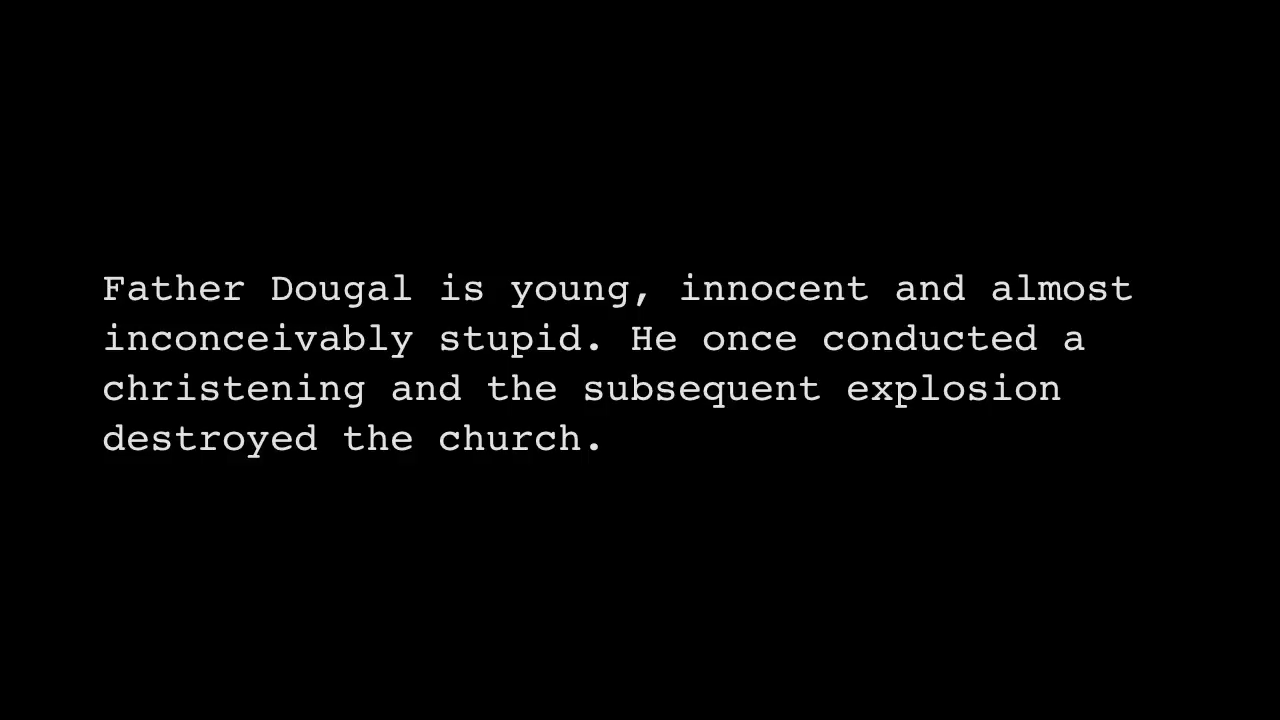 Father Dougal is young, innocent and almost
inconceivably stupid. He once conducted a
christening and the subsequent explosion
destroyed the church.